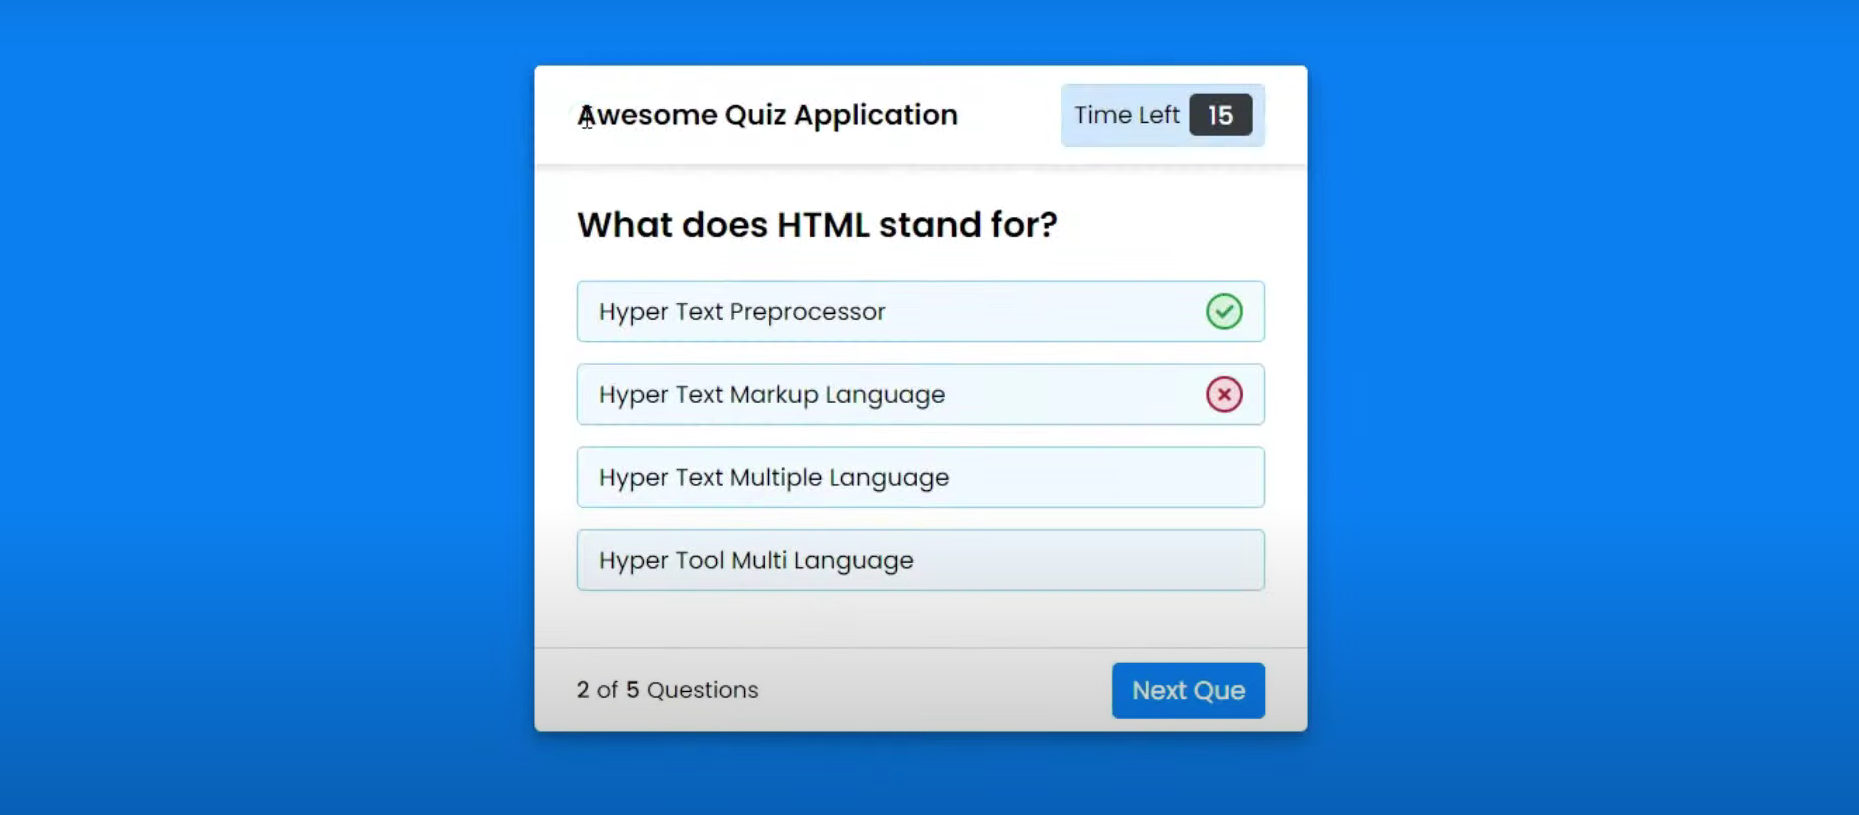 Awesome Quiz Application
Time Left 15
What does HTML stand for?
Hyper Text Preprocessor
Hyper Text Markup Language
Hyper Text Multiple Language
Hyper Tool Multi Language
2 of 5 Questions
Next Que